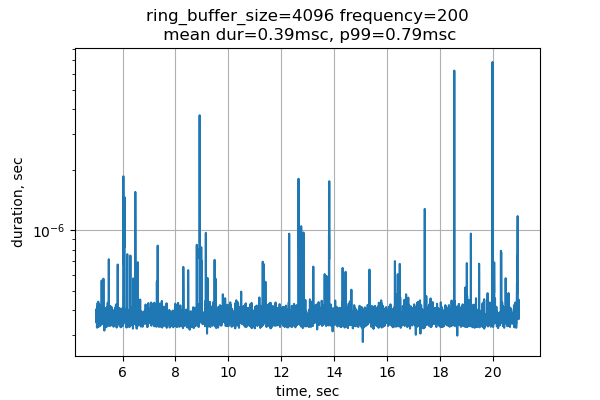 ring_buffer_size=4096 frequency=200
mean dur=0.39msc, p99=0.79msc
duration, sec
10⁻⁶
6 8 10 12 14 16 18 20
time, sec